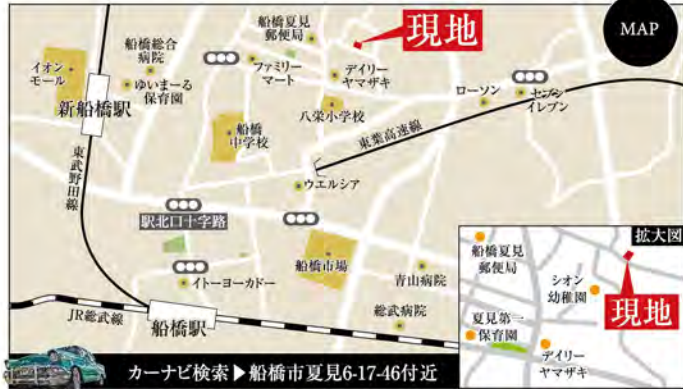 MAP
現地
船橋夏見
郵便局
船橋総合
病院
イオン
モール
ゆいまーる
保育園
ファミリー
マート
デイリー
ヤマザキ
ローソン
セブン
イレブン
新船橋駅
八栄小学校
船橋
中学校
東葉高速線
東武野田線
ウエルシア
駅北口十字路
船橋市場
イトーヨーカドー
青山病院
総武病院
JR総武線
船橋駅
拡大図
船橋夏見
郵便局
シオン
幼稚園
現地
夏見第一
保育園
デイリー
ヤマザキ
カーナビ検索▶船橋市夏見6-17-46付近